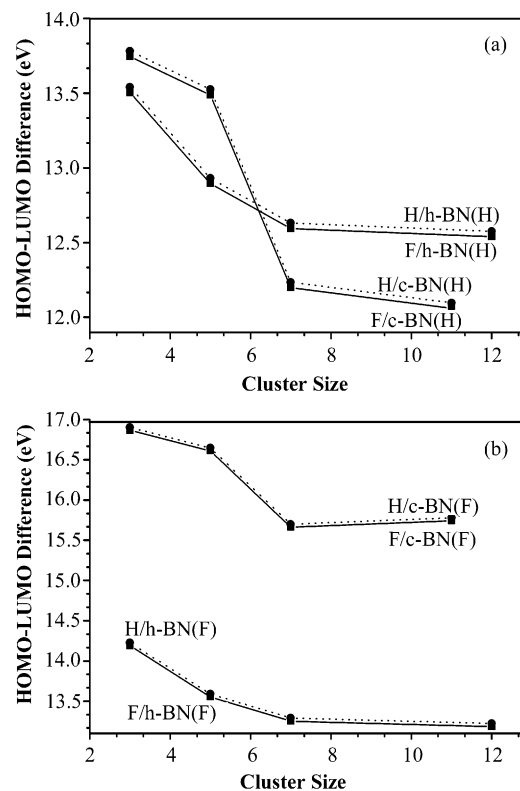 14.0
(a)
13.5
13.0
12.5
12.0
HOMO-LUMO Difference (eV)
H/h-BN(H)
F/h-BN(H)
H/c-BN(H)
F/c-BN(H)
2 4 6 8 10 12
Cluster Size
17.0
(b)
16.5
16.0
15.5
15.0
14.5
14.0
13.5
HOMO-LUMO Difference (eV)
H/c-BN(F)
F/c-BN(F)
H/h-BN(F)
F/h-BN(F)
2 4 6 8 10 12
Cluster Size